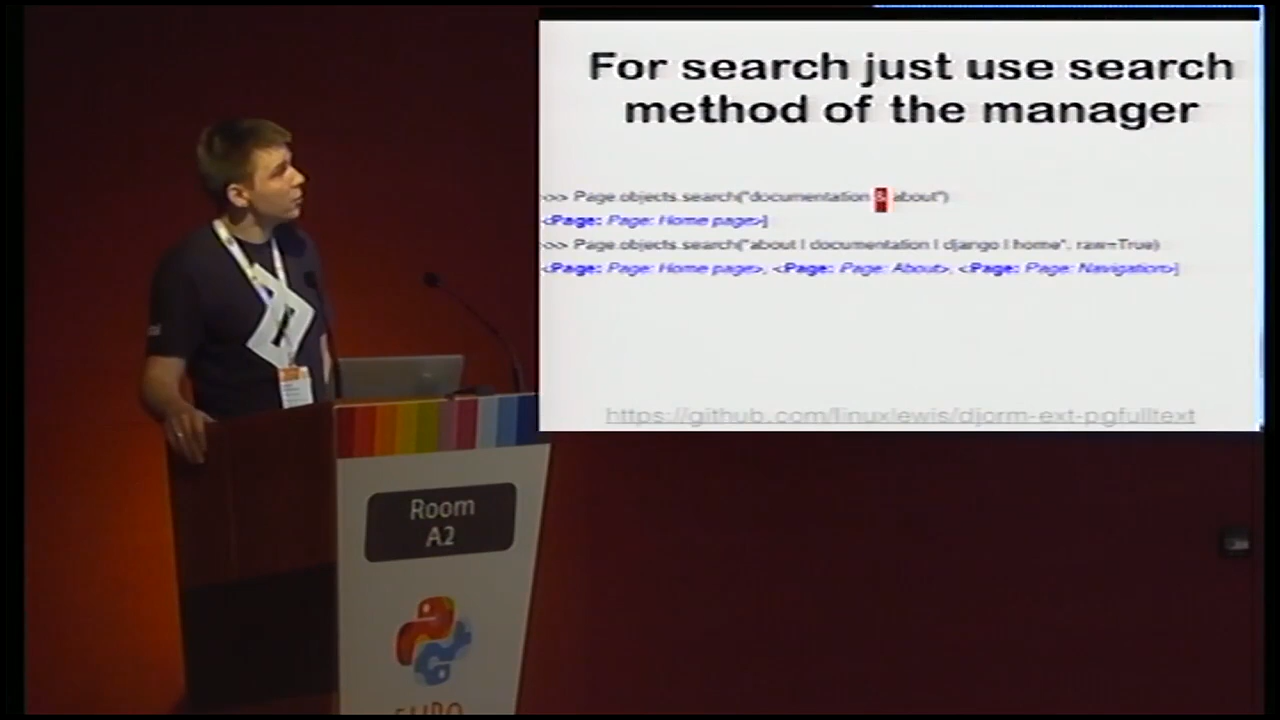 For search just use search
method of the manager
>>> Page.objects.search("documentation & about")
<Page: Page: Home page>]
>>> Page.objects.search("about | documentation | django | home", raw=True)
<Page: Page: Home page>, <Page: Page: About>, <Page: Page: Navigation>]
https://github.com/linuxlewis/djorm-ext-pgfulltext
Room
A2
EURO